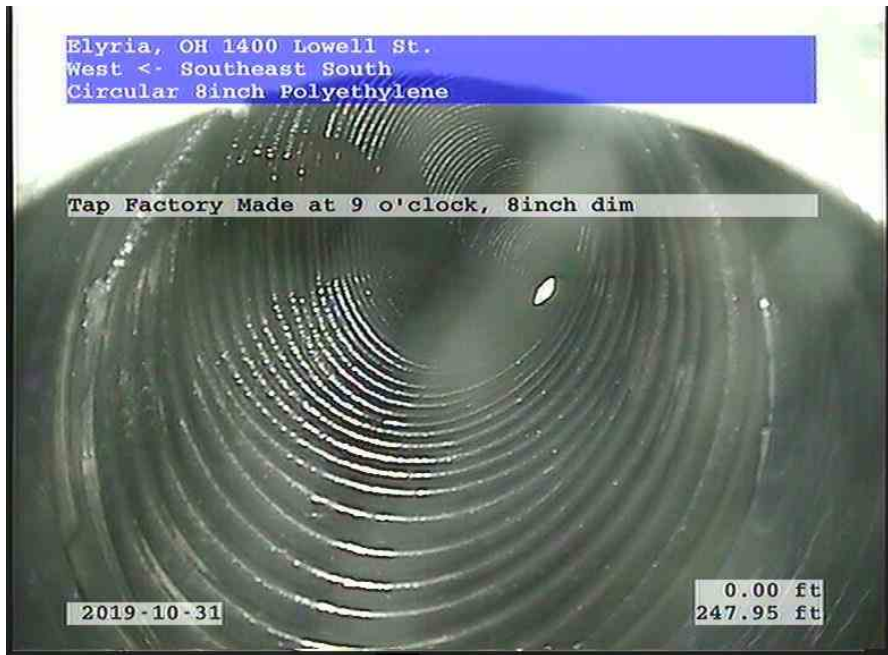 Elyria, OH 1400 Lowell St.
West <- Southeast South
Circular 8inch Polyethylene
Tap Factory Made at 9 o'clock, 8inch dim
0.00 ft
2019-10-31
247.95 ft